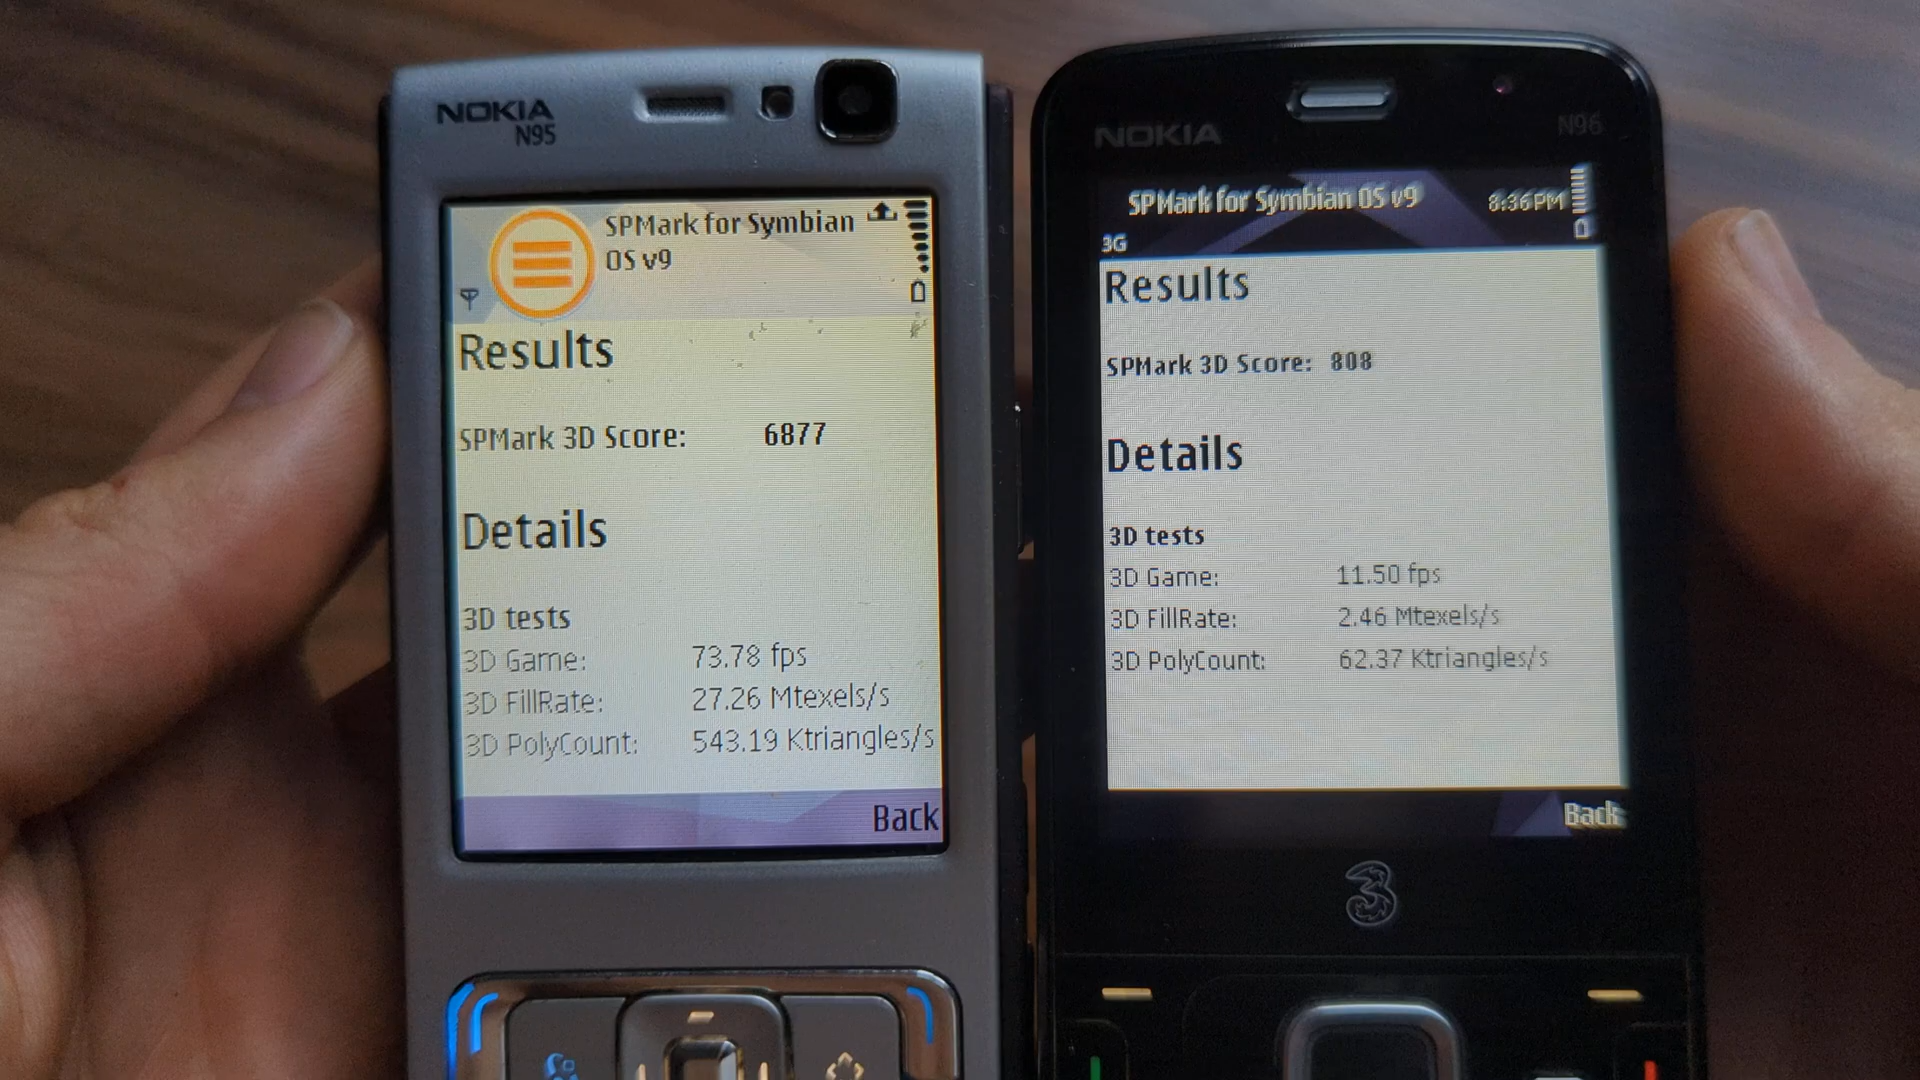 NOKIA
N95
SPMark for Symbian
OS v9
Results
SPMark 3D Score: 6877
Details
3D tests
3D Game: 73.78 fps
3D FillRate: 27.26 Mtexels/s
3D PolyCount: 543.19 Ktriangles/s
Back
NOKIA
N96
SPMark for Symbian OS v9
8:36PM
3G
Results
SPMark 3D Score: 808
Details
3D tests
3D Game: 11.50 fps
3D FillRate: 2.46 Mtexels/s
3D PolyCount: 62.37 Ktriangles/s
Back
3